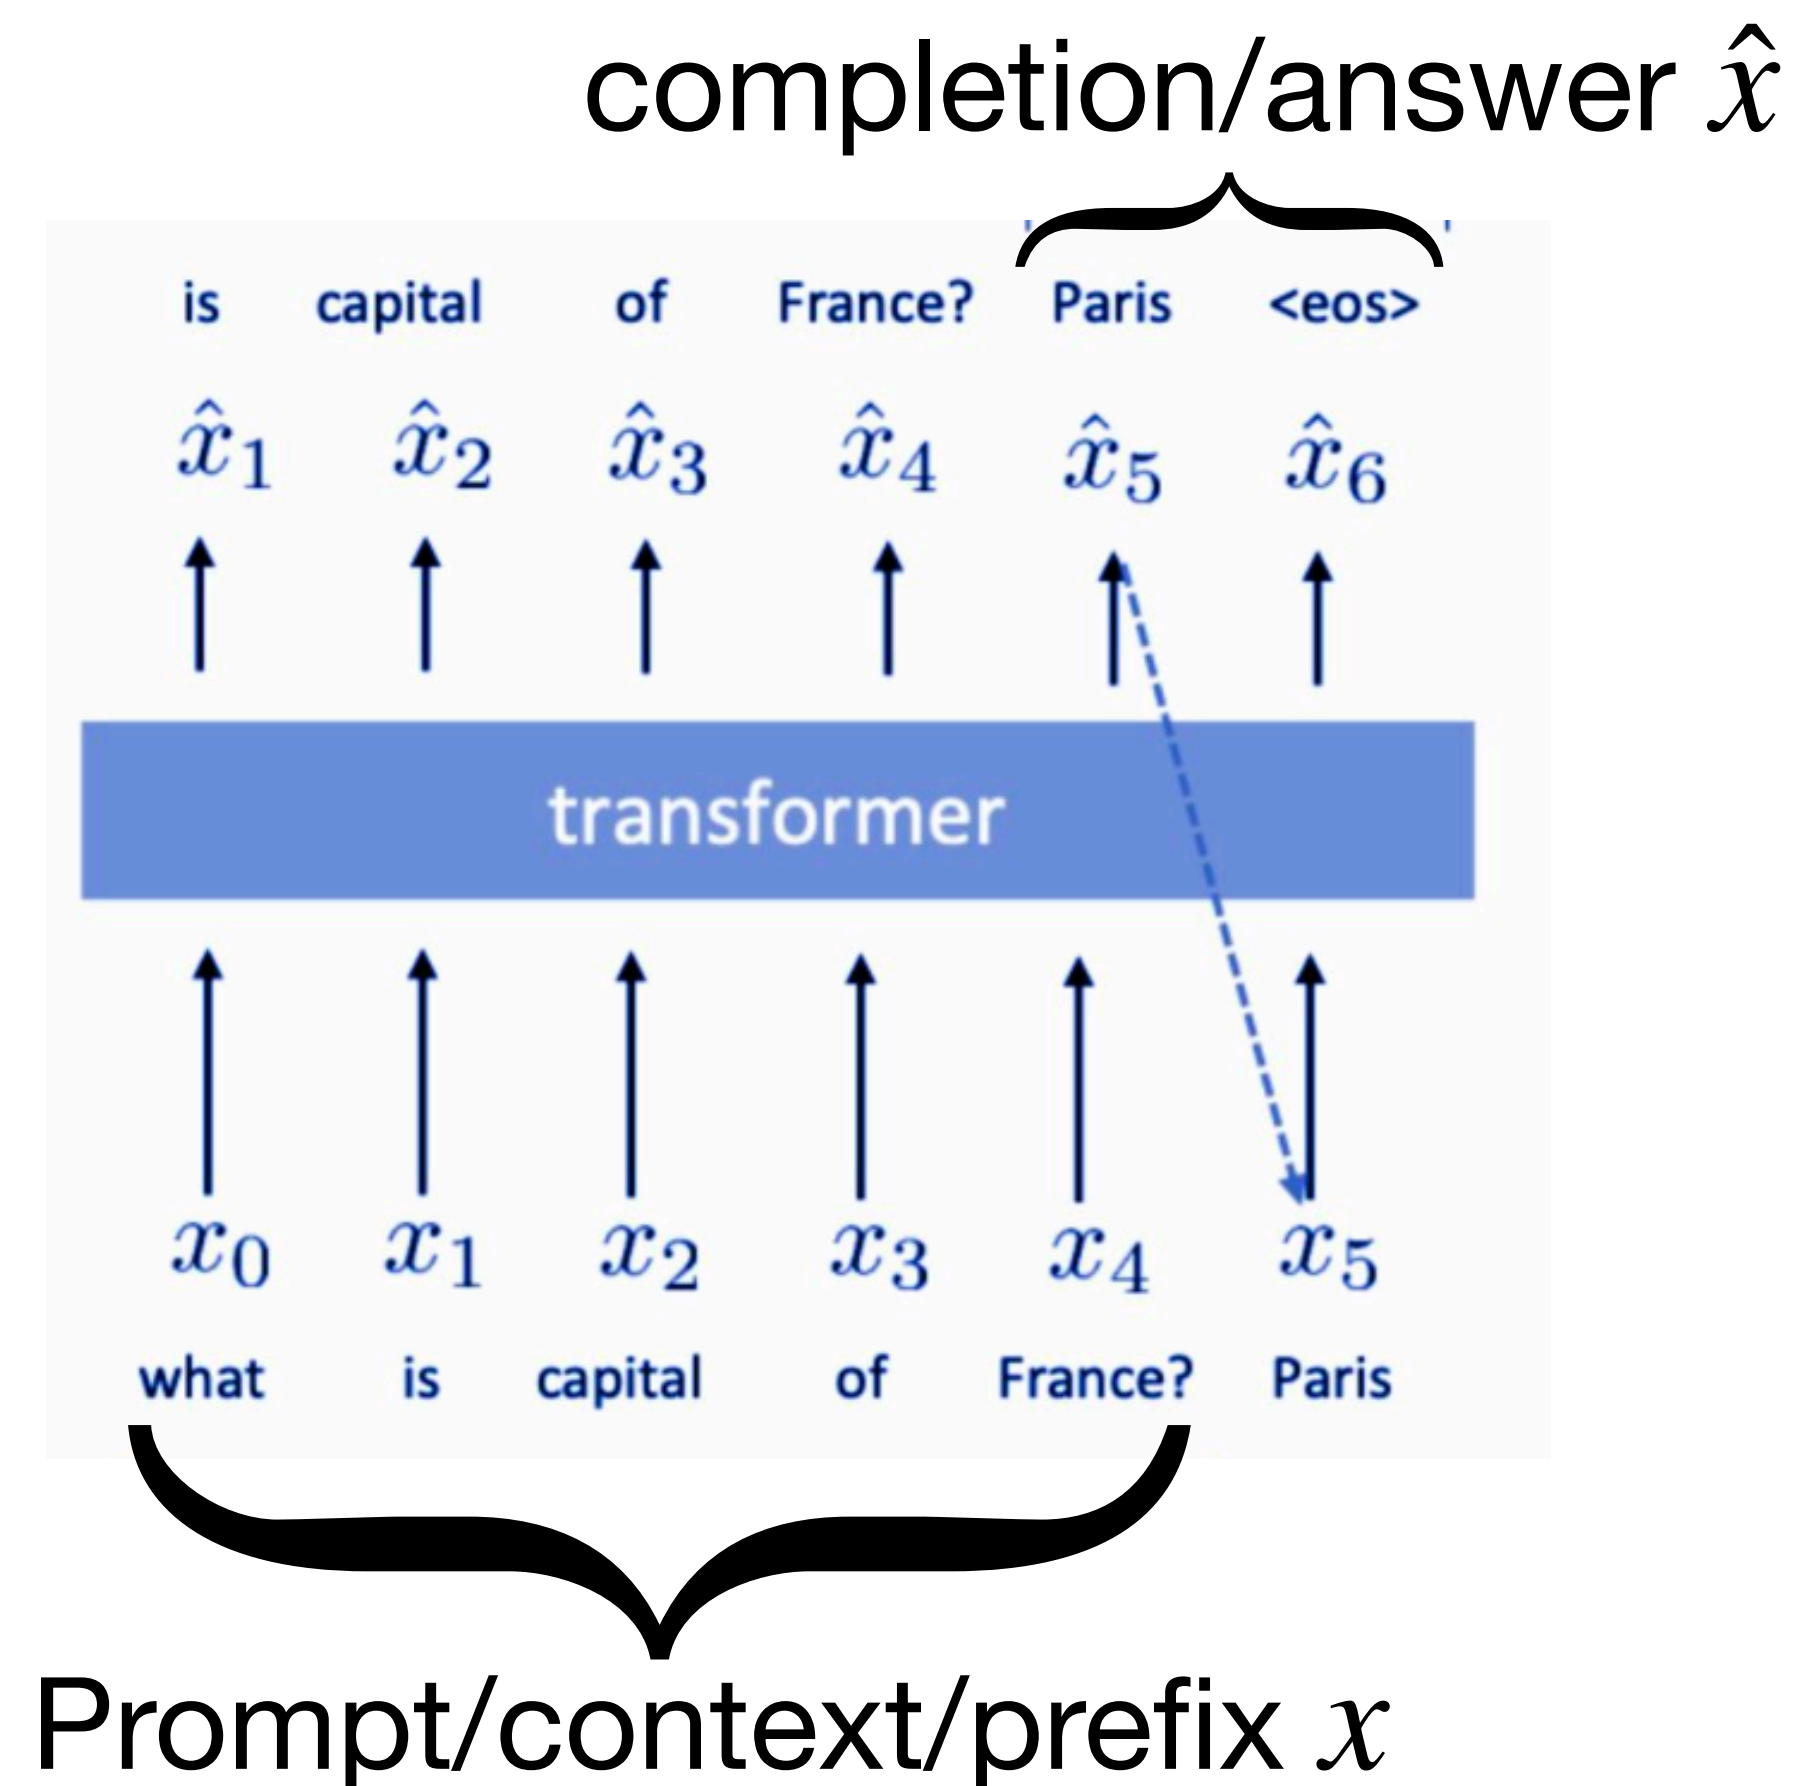 completion/answer x̂
is capital of France? Paris <eos>
x̂₁ x̂₂ x̂₃ x̂₄ x̂₅ x̂₆
transformer
x₀ x₁ x₂ x₃ x₄ x₅
what is capital of France? Paris
Prompt/context/prefix x